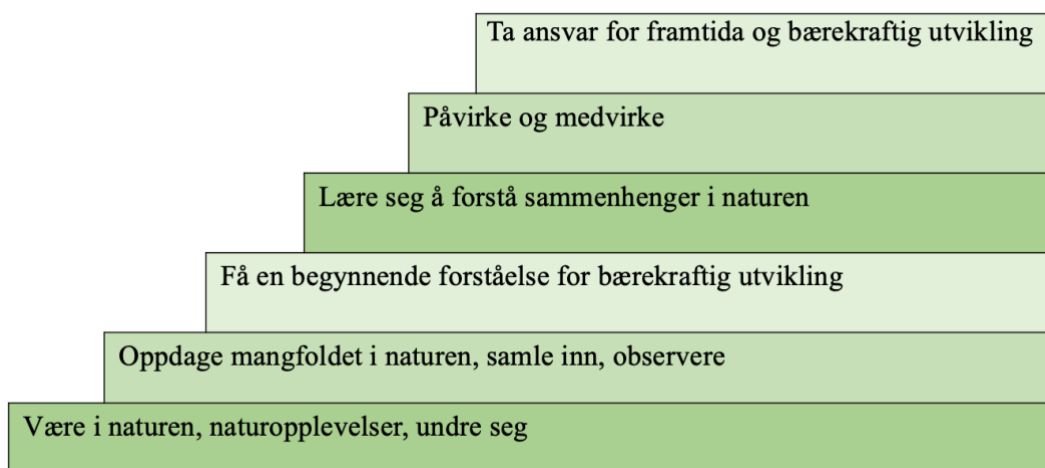 Ta ansvar for framtida og bærekraftig utvikling
Påvirke og medvirke
Lære seg å forstå sammenhenger i naturen
Få en begynnende forståelse for bærekraftig utvikling
Oppdage mangfoldet i naturen, samle inn, observere
Være i naturen, naturopplevelser, undre seg